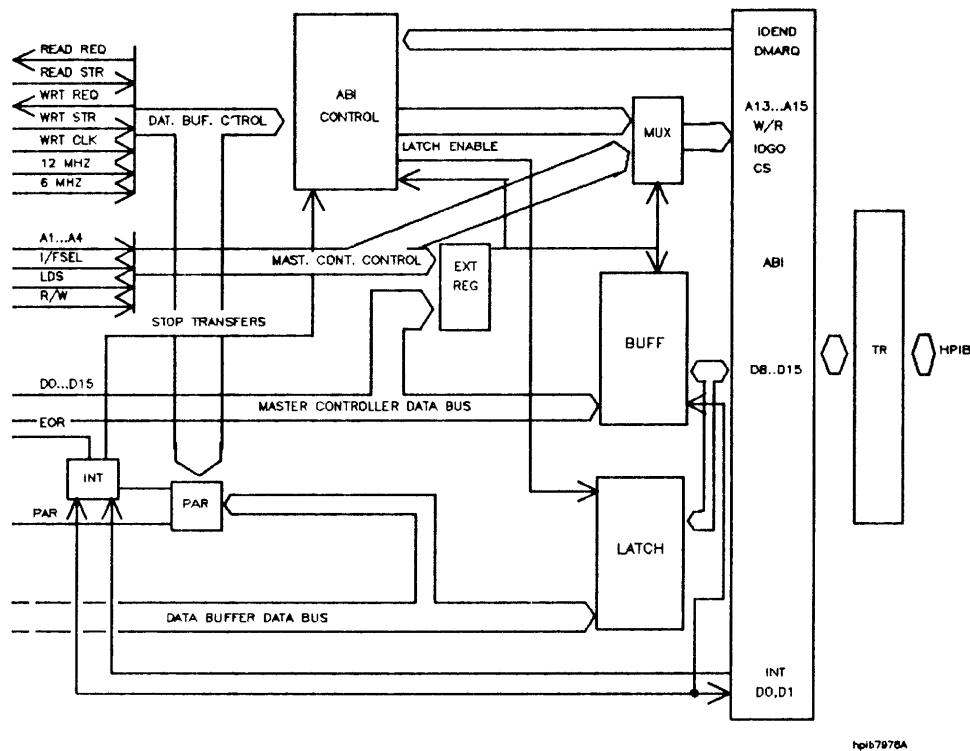 READ REQ
READ STR
WRT REQ
WRT STR
WRT CLK
12 MHZ
6 MHZ
DAT. BUF. CTROL
ABI
CONTROL
LATCH ENABLE
MUX
IDEND
DMARQ
A13...A15
W/R
IDGO
CS
A1...A4
I/FSEL
LDS
R/W
MAST. CONT. CONTROL
EXT
REG
ABI
STOP TRANSFERS
BUFF
TR
HPIB
D0...D15
D8..D15
MASTER CONTROLLER DATA BUS
EOR
INT
PAR
PAR
LATCH
DATA BUFFER DATA BUS
INT
D0,D1
hpib7978A